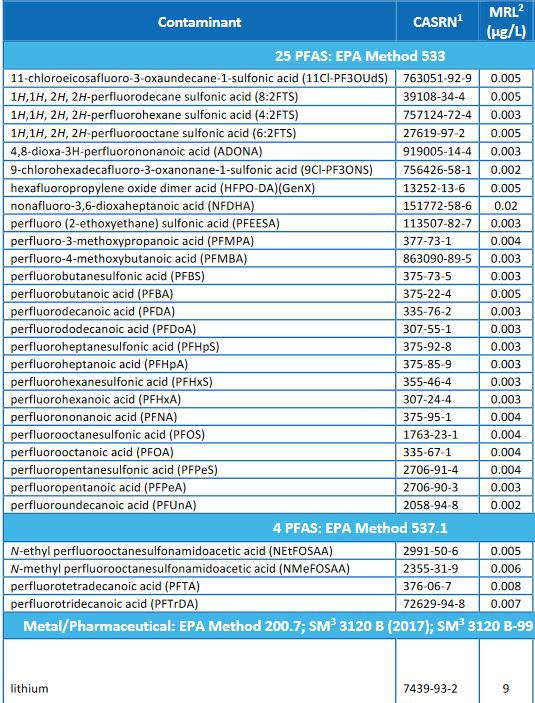 Contaminant CASRN1 MRL2 (µg/L)
25 PFAS: EPA Method 533
11-chloroeicosafluoro-3-oxaundecane-1-sulfonic acid (11Cl-PF3OUdS) 763051-92-9 0.005
1H,1H, 2H, 2H-perfluorodecane sulfonic acid (8:2FTS) 39108-34-4 0.005
1H,1H, 2H, 2H-perfluorohexane sulfonic acid (4:2FTS) 757124-72-4 0.003
1H,1H, 2H, 2H-perfluorooctane sulfonic acid (6:2FTS) 27619-97-2 0.005
4,8-dioxa-3H-perfluorononanoic acid (ADONA) 919005-14-4 0.003
9-chlorohexadecafluoro-3-oxanonane-1-sulfonic acid (9Cl-PF3ONS) 756426-58-1 0.002
hexafluoropropylene oxide dimer acid (HFPO-DA)(GenX) 13252-13-6 0.005
nonafluoro-3,6-dioxaheptanoic acid (NFDHA) 151772-58-6 0.02
perfluoro (2-ethoxyethane) sulfonic acid (PFEESA) 113507-82-7 0.003
perfluoro-3-methoxypropanoic acid (PFMPA) 377-73-1 0.004
perfluoro-4-methoxybutanoic acid (PFMBA) 863090-89-5 0.003
perfluorobutanesulfonic acid (PFBS) 375-73-5 0.003
perfluorobutanoic acid (PFBA) 375-22-4 0.005
perfluorodecanoic acid (PFDA) 335-76-2 0.003
perfluorododecanoic acid (PFDoA) 307-55-1 0.003
perfluoroheptanesulfonic acid (PFHpS) 375-92-8 0.003
perfluoroheptanoic acid (PFHpA) 375-85-9 0.003
perfluorohexanesulfonic acid (PFHxS) 355-46-4 0.003
perfluorohexanoic acid (PFHxA) 307-24-4 0.003
perfluorononanoic acid (PFNA) 375-95-1 0.004
perfluorooctanesulfonic acid (PFOS) 1763-23-1 0.004
perfluorooctanoic acid (PFOA) 335-67-1 0.004
perfluoropentanesulfonic acid (PFPeS) 2706-91-4 0.004
perfluoropentanoic acid (PFPeA) 2706-90-3 0.003
perfluoroundecanoic acid (PFUnA) 2058-94-8 0.002
4 PFAS: EPA Method 537.1
N-ethyl perfluorooctanesulfonamidoacetic acid (NEtFOSAA) 2991-50-6 0.005
N-methyl perfluorooctanesulfonamidoacetic acid (NMeFOSAA) 2355-31-9 0.006
perfluorotetradecanoic acid (PFTA) 376-06-7 0.008
perfluorotridecanoic acid (PFTrDA) 72629-94-8 0.007
Metal/Pharmaceutical: EPA Method 200.7; SM3 3120 B (2017); SM3 3120 B-99
lithium 7439-93-2 9